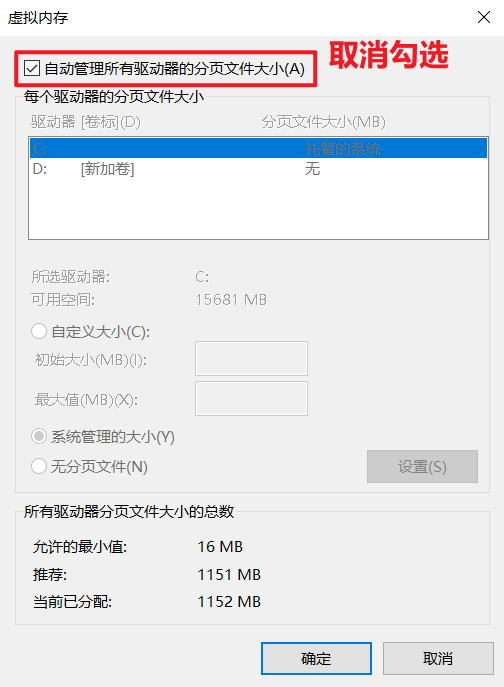 虚拟内存
自动管理所有驱动器的分页文件大小(A)
取消勾选
每个驱动器的分页文件大小
驱动器 [卷标](D) 分页文件大小(MB)
C: 托管的系统
D: [新加卷] 无
所选驱动器: C:
可用空间: 15681 MB
自定义大小(C):
初始大小(MB)(I):
最大值(MB)(X):
系统管理的大小(Y)
无分页文件(N) 设置(S)
所有驱动器分页文件大小的总数
允许的最小值: 16 MB
推荐: 1151 MB
当前已分配: 1152 MB
确定 取消